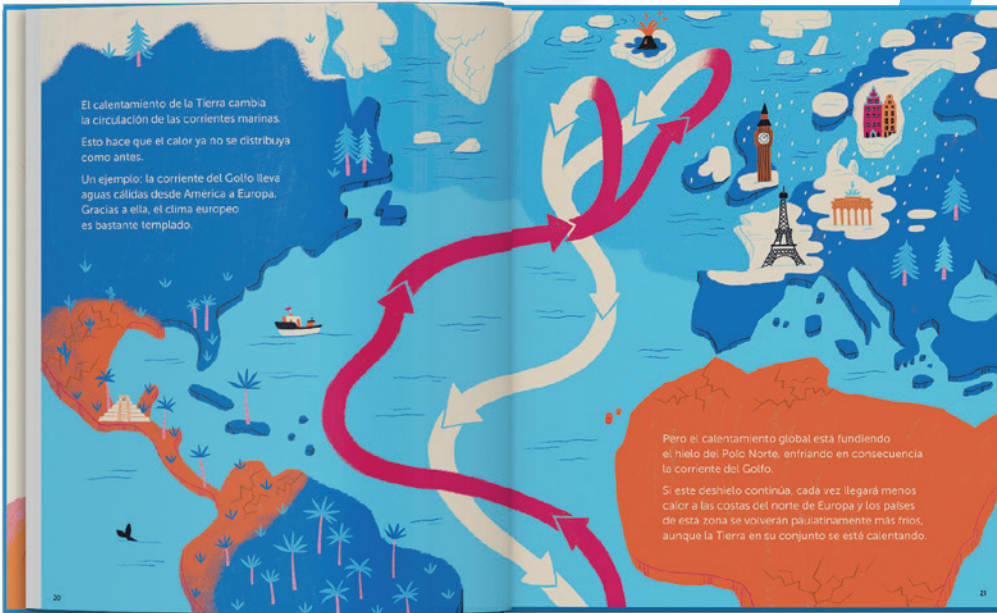 El calentamiento de la Tierra cambia
la circulación de las corrientes marinas.
Esto hace que el calor ya no se distribuya
como antes.
Un ejemplo: la corriente del Golfo lleva
aguas cálidas desde América a Europa.
Gracias a ella, el clima europeo
es bastante templado.
20
Pero el calentamiento global está fundiendo
el hielo del Polo Norte, enfriando en consecuencia
la corriente del Golfo.
Si este deshielo continúa, cada vez llegará menos
calor a las costas del norte de Europa y los países
de esta zona se volverán paulatinamente más fríos,
aunque la Tierra en su conjunto se esté calentando.
21